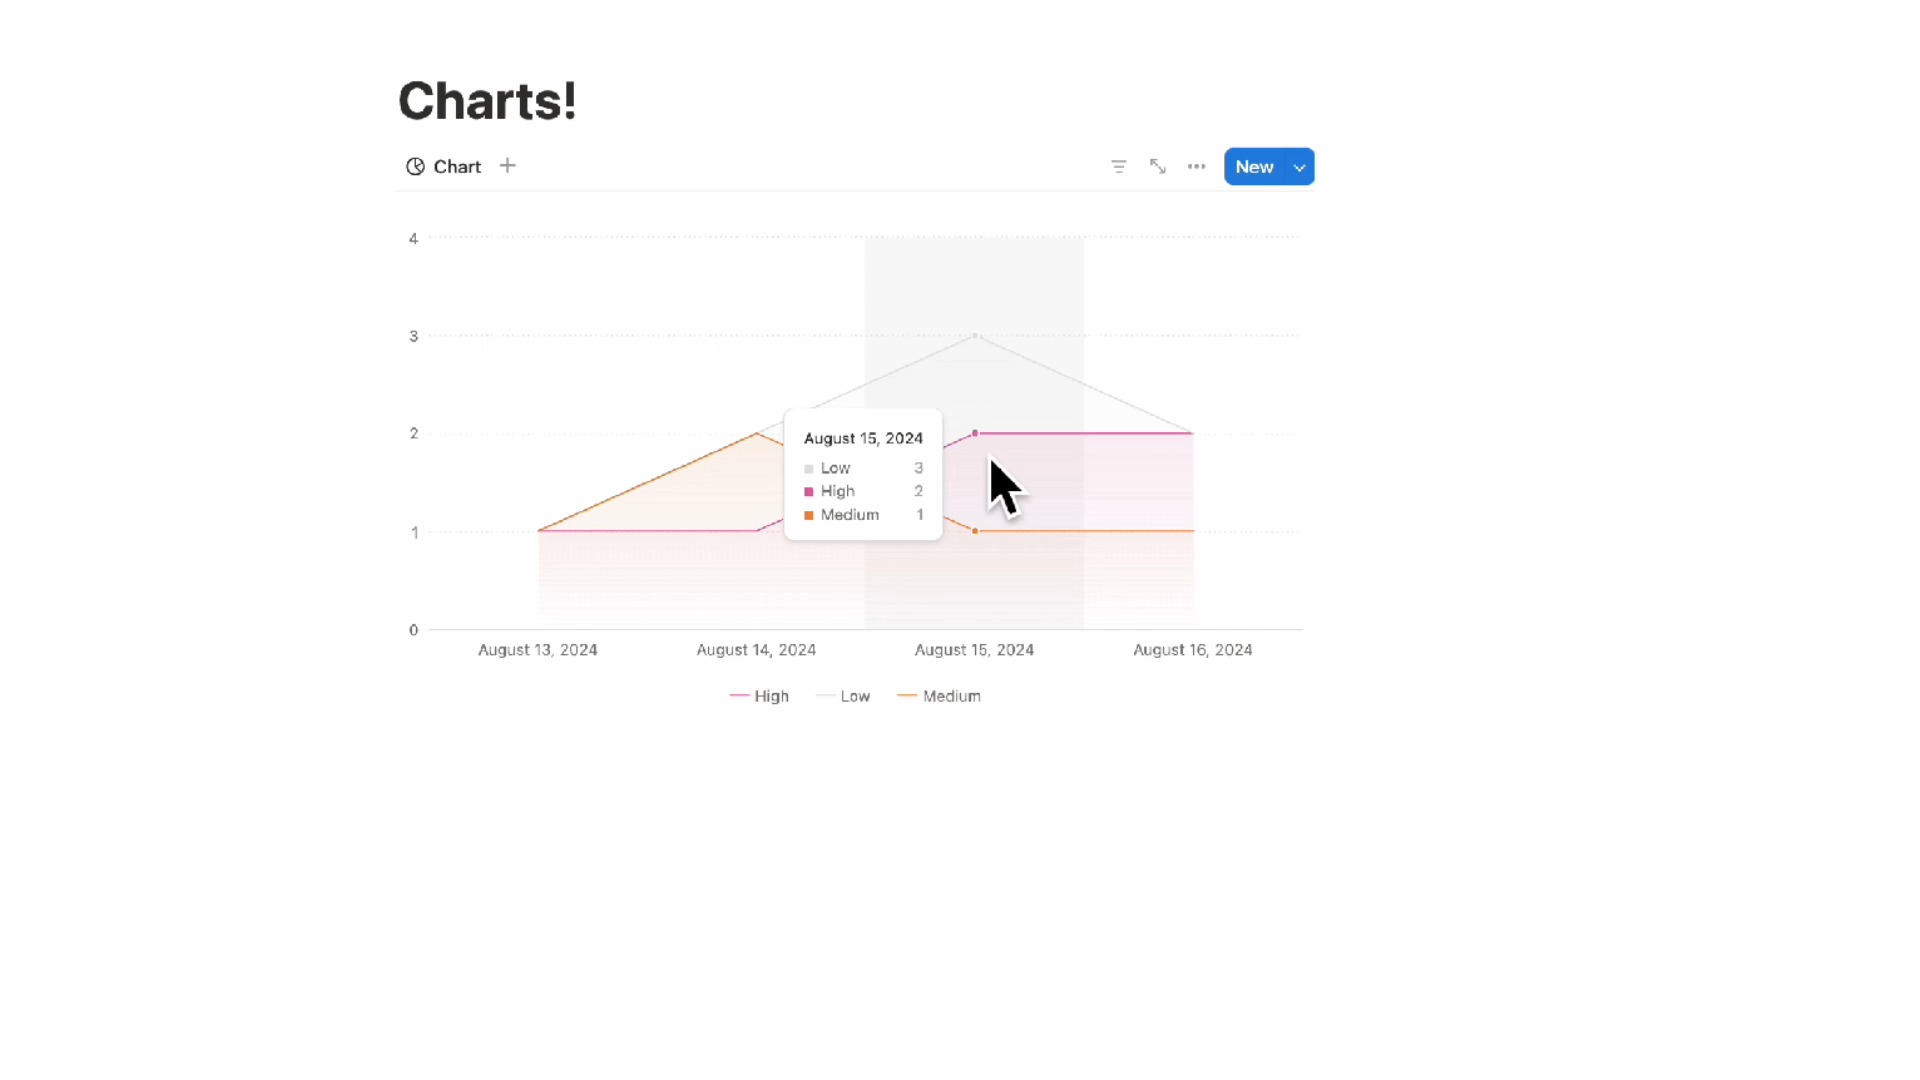 Charts!
Chart
New
4
3
2
1
0
August 15, 2024
Low 3
High 2
Medium 1
August 13, 2024 August 14, 2024 August 15, 2024 August 16, 2024
High Low Medium